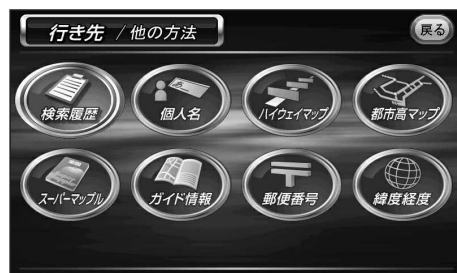 行き先 / 他の方法
戻る
検索履歴
個人名
ハイウェイマップ
都市高マップ
スーパーマップル
ガイド情報
郵便番号
緯度経度